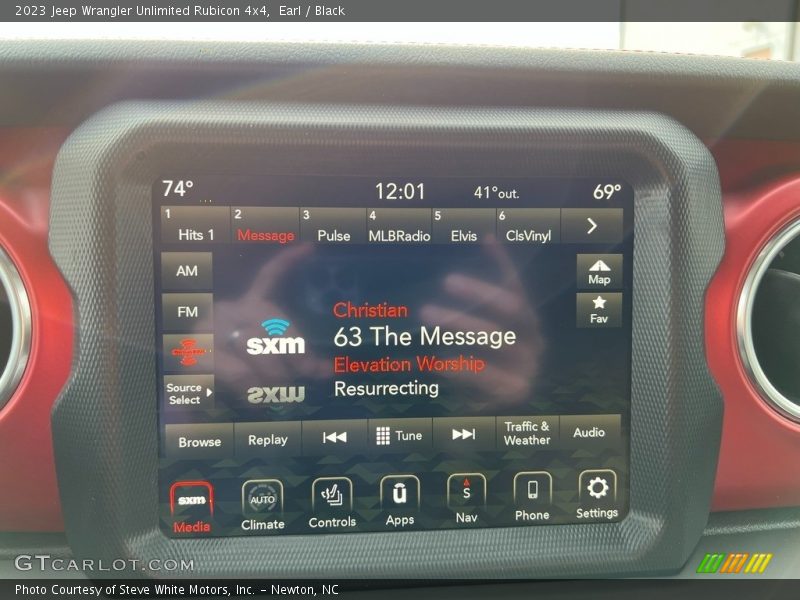 2023 Jeep Wrangler Unlimited Rubicon 4x4, Earl / Black
74° 12:01 41°out. 69°
1 Hits 1 2 Message 3 Pulse 4 MLBRadio 5 Elvis 6 ClsVinyl
AM
FM
Source
Select
Map
Fav
sxm
Christian
63 The Message
Elevation Worship
Resurrecting
Browse Replay Tune Traffic &
Weather Audio
sxm
Media
AUTO
Climate
Controls
Apps
S
Nav
Phone
Settings
GTCARLOT.COM
Photo Courtesy of Steve White Motors, Inc. - Newton, NC